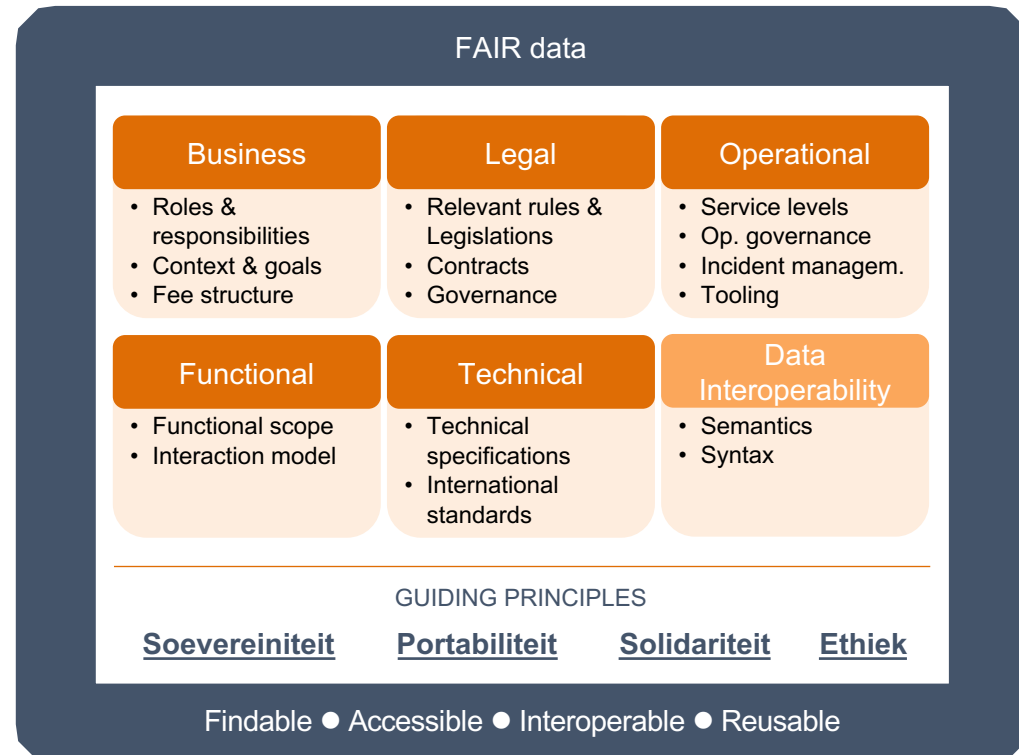 FAIR data
Business
• Roles &
responsibilities
• Context & goals
• Fee structure
Legal
• Relevant rules &
Legislations
• Contracts
• Governance
Operational
• Service levels
• Op. governance
• Incident managem.
• Tooling
Functional
• Functional scope
• Interaction model
Technical
• Technical
specifications
• International
standards
Data
Interoperability
• Semantics
• Syntax
GUIDING PRINCIPLES
Soevereiniteit Portabiliteit Solidariteit Ethiek
Findable ● Accessible ● Interoperable ● Reusable